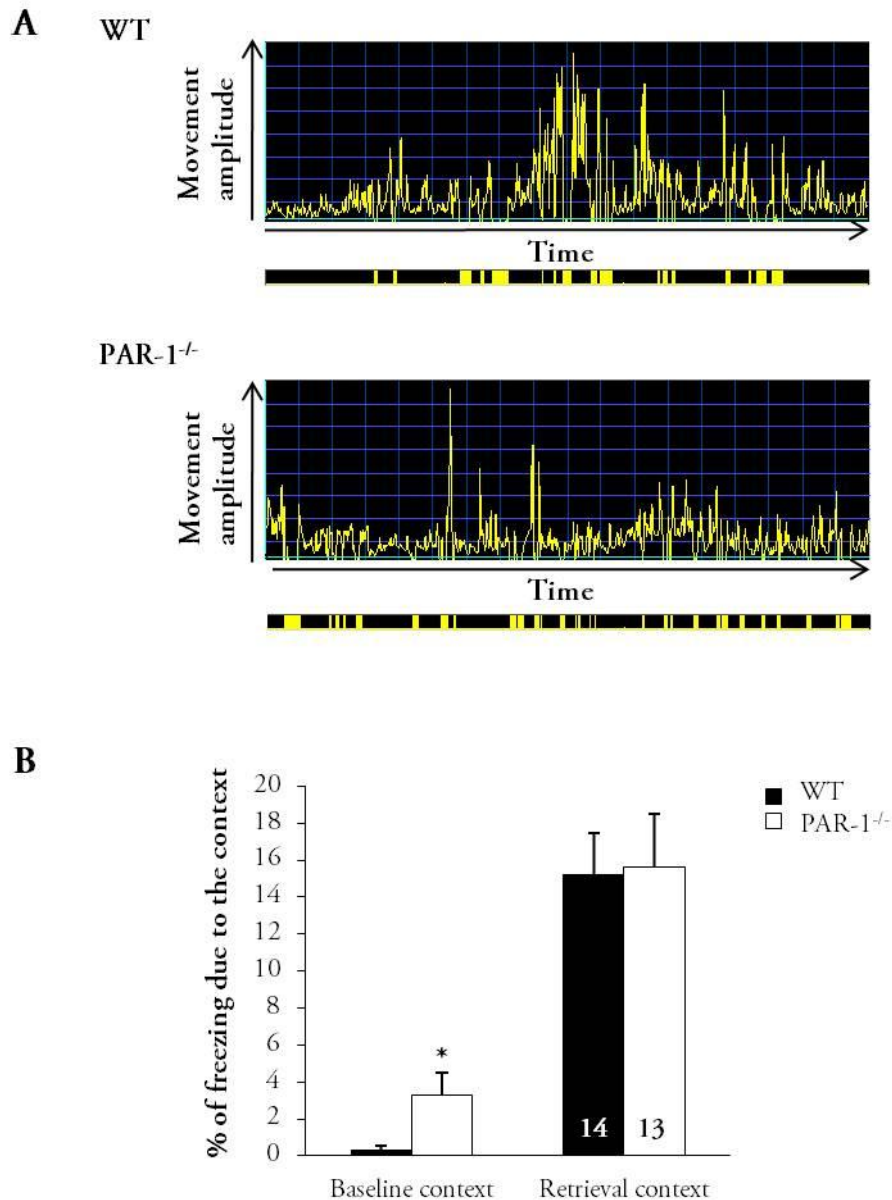 A
WT
Movement
amplitude
Time
PAR-1-/-
Movement
amplitude
Time
B
% of freezing due to the context
20
18
16
14
12
10
8
6
4
2
0
*
14
13
WT
PAR-1-/-
Baseline context
Retrieval context